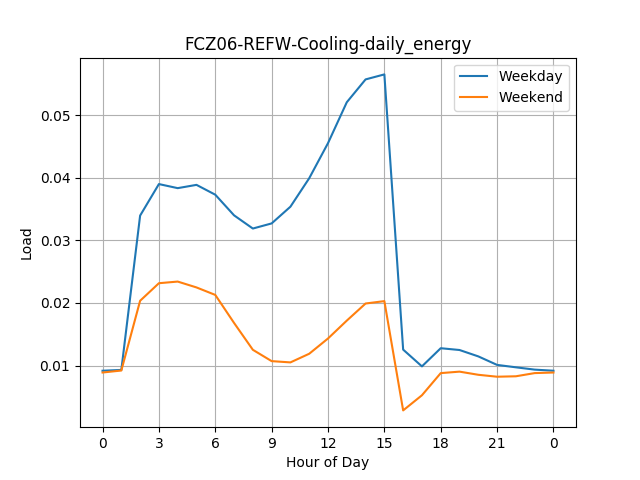 FCZ06-REFW-Cooling-daily_energy
Weekday
Weekend
0.05
0.04
0.03
0.02
0.01
Load
0 3 6 9 12 15 18 21 0
Hour of Day